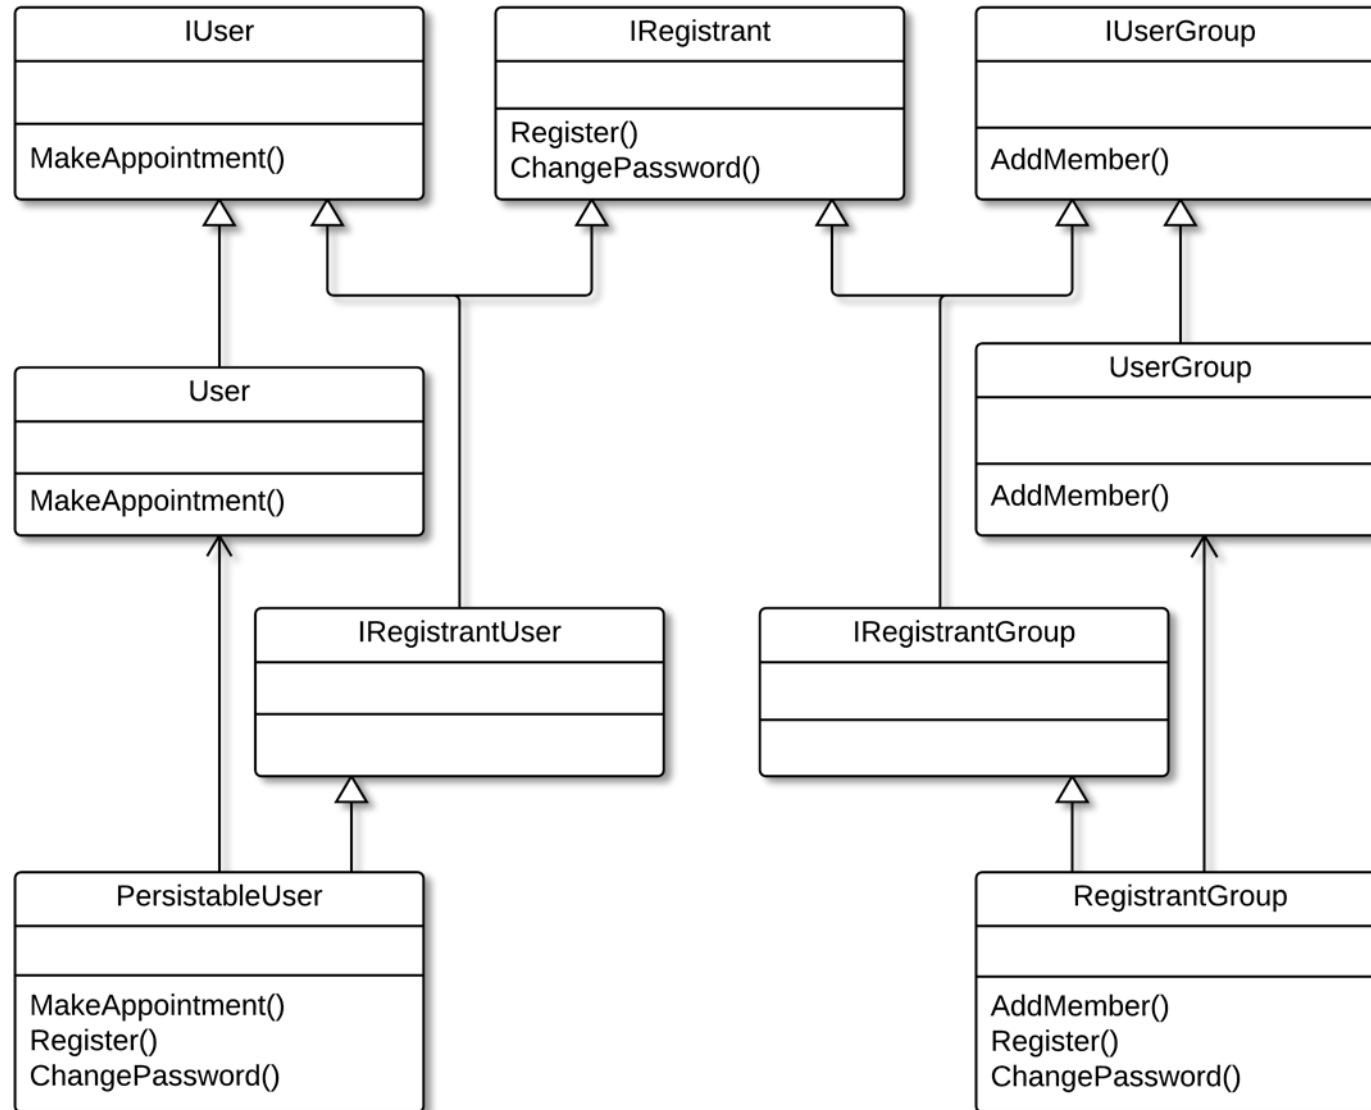 IUser
MakeAppointment()
IRegistrant
Register()
ChangePassword()
IUserGroup
AddMember()
User
MakeAppointment()
UserGroup
AddMember()
IRegistrantUser
IRegistrantGroup
PersistableUser
MakeAppointment()
Register()
ChangePassword()
RegistrantGroup
AddMember()
Register()
ChangePassword()